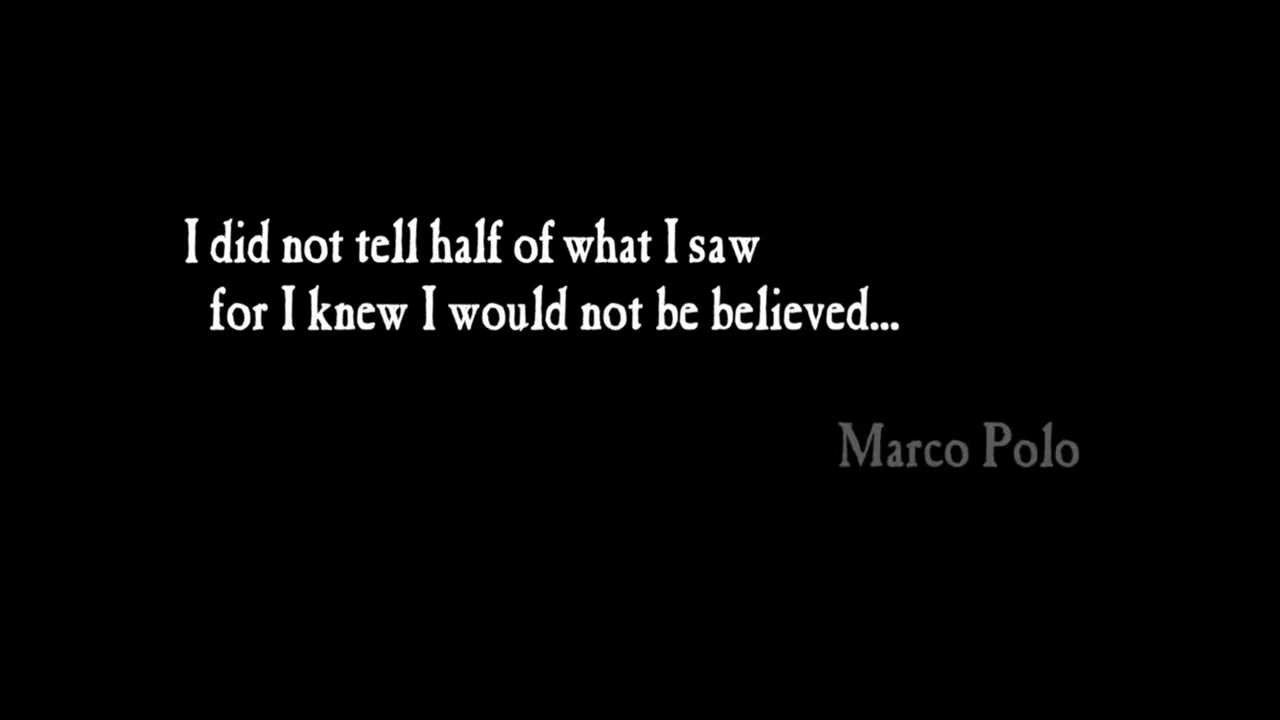 I did not tell half of what I saw
for I knew I would not be believed...
Marco Polo